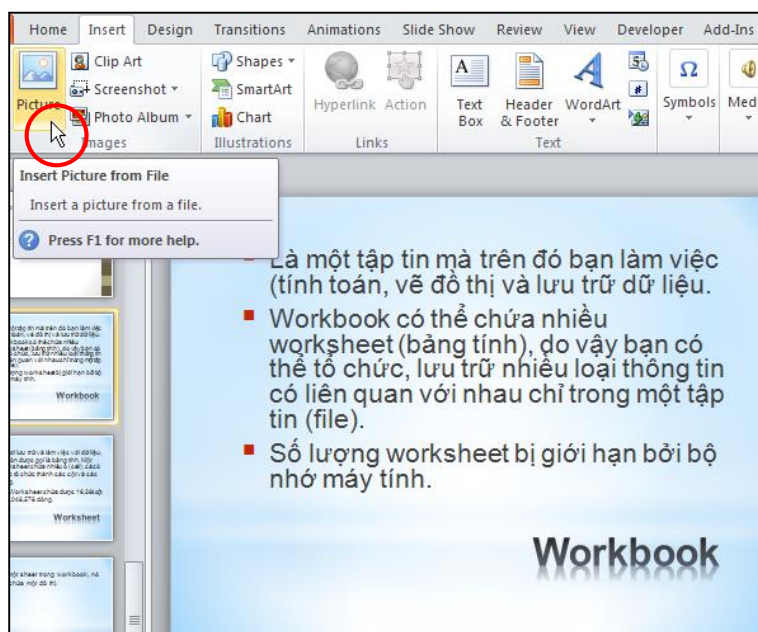 Home Insert Design Transitions Animations Slide Show Review View Developer Add-Ins
Picture
Clip Art
Screenshot
Photo Album
Images
Shapes
SmartArt
Chart
Illustrations
Hyperlink Action
Links
Text Box
Header & Footer
WordArt
Text
Symbols
Med
Insert Picture from File
Insert a picture from a file.
Press F1 for more help.
Là một tập tin mà trên đó bạn làm việc
(tính toán, vẽ đồ thị và lưu trữ dữ liệu.
Workbook có thể chứa nhiều
worksheet (bảng tính), do vậy bạn có
thể tổ chức, lưu trữ nhiều loại thông tin
có liên quan với nhau chỉ trong một tập
tin (file).
Số lượng worksheet bị giới hạn bởi bộ
nhớ máy tính.
Workbook
Workbook
Worksheet